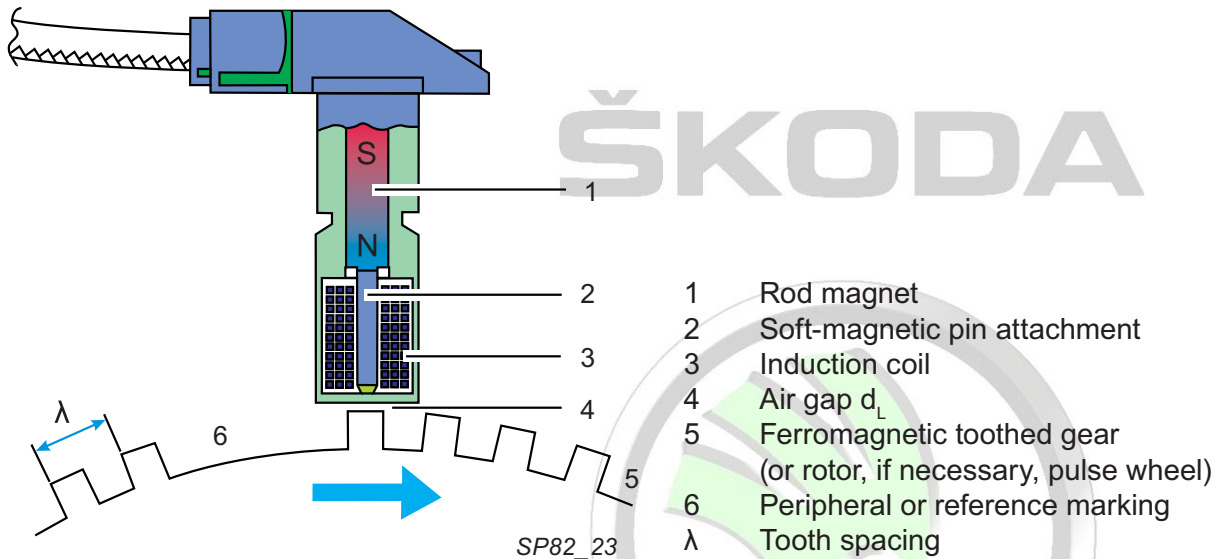 ŠKODA
S
N
1
2
3
4
λ
6
5
SP82_23
1 Rod magnet
2 Soft-magnetic pin attachment
3 Induction coil
4 Air gap d_L
5 Ferromagnetic toothed gear
(or rotor, if necessary, pulse wheel)
6 Peripheral or reference marking
λ Tooth spacing